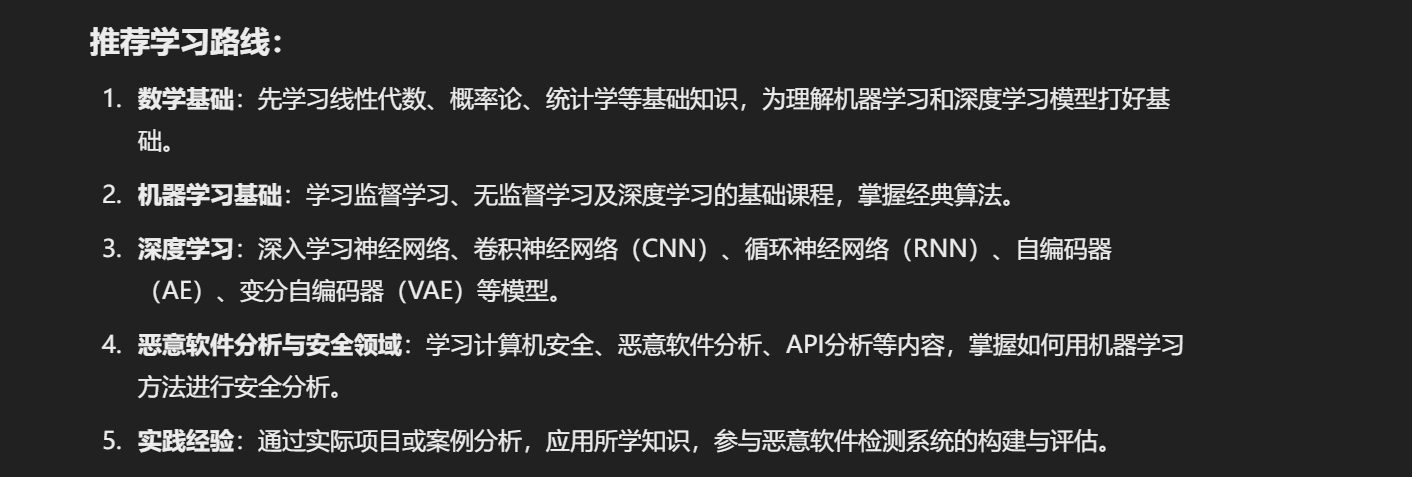 推荐学习路线：
1. 数学基础：先学习线性代数、概率论、统计学等基础知识，为理解机器学习和深度学习模型打好基
础。
2. 机器学习基础：学习监督学习、无监督学习及深度学习的基础课程，掌握经典算法。
3. 深度学习：深入学习神经网络、卷积神经网络（CNN）、循环神经网络（RNN）、自编码器
（AE）、变分自编码器（VAE）等模型。
4. 恶意软件分析与安全领域：学习计算机安全、恶意软件分析、API分析等内容，掌握如何用机器学习
方法进行安全分析。
5. 实践经验：通过实际项目或案例分析，应用所学知识，参与恶意软件检测系统的构建与评估。